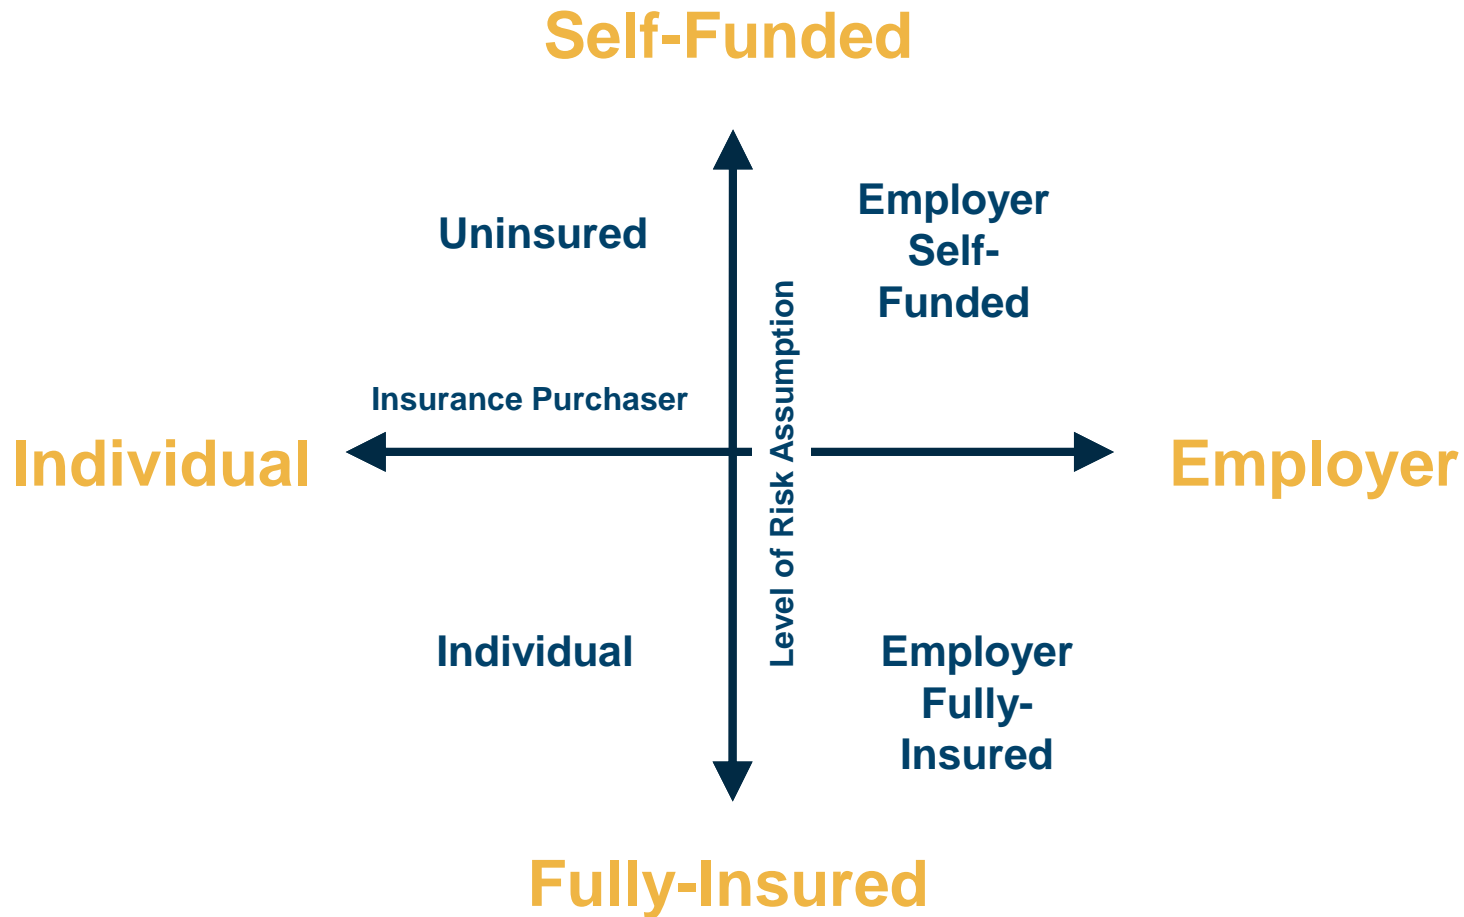 Self-Funded
Uninsured
Employer
Self-
Funded
Insurance Purchaser
Level of Risk Assumption
Individual
Employer
Individual
Employer
Fully-
Insured
Fully-Insured